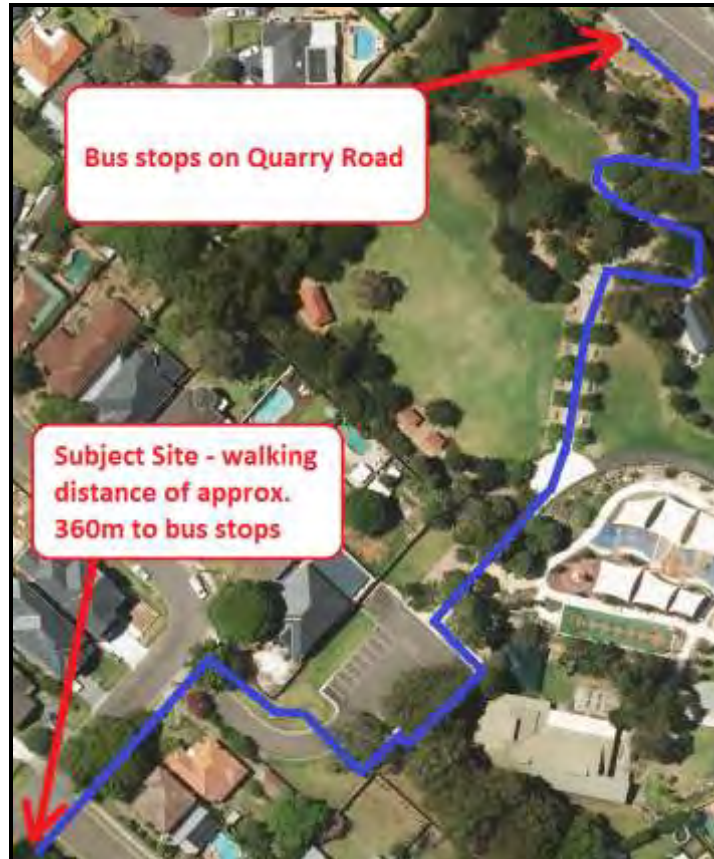 Bus stops on Quarry Road
Subject Site - walking
distance of approx.
360m to bus stops